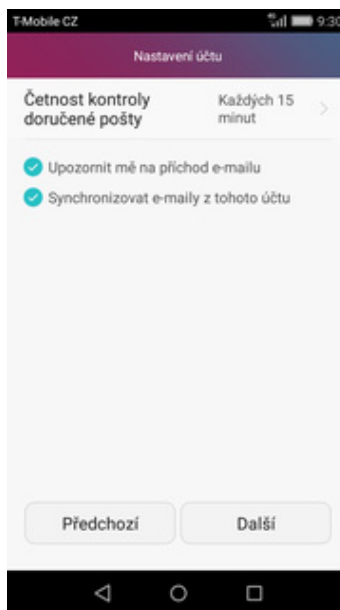 T-Mobile CZ 9:30
Nastavení účtu
Četnost kontroly doručené pošty
Každých 15 minut
Upozornit mě na příchod e-mailu
Synchronizovat e-maily z tohoto účtu
Předchozí
Další